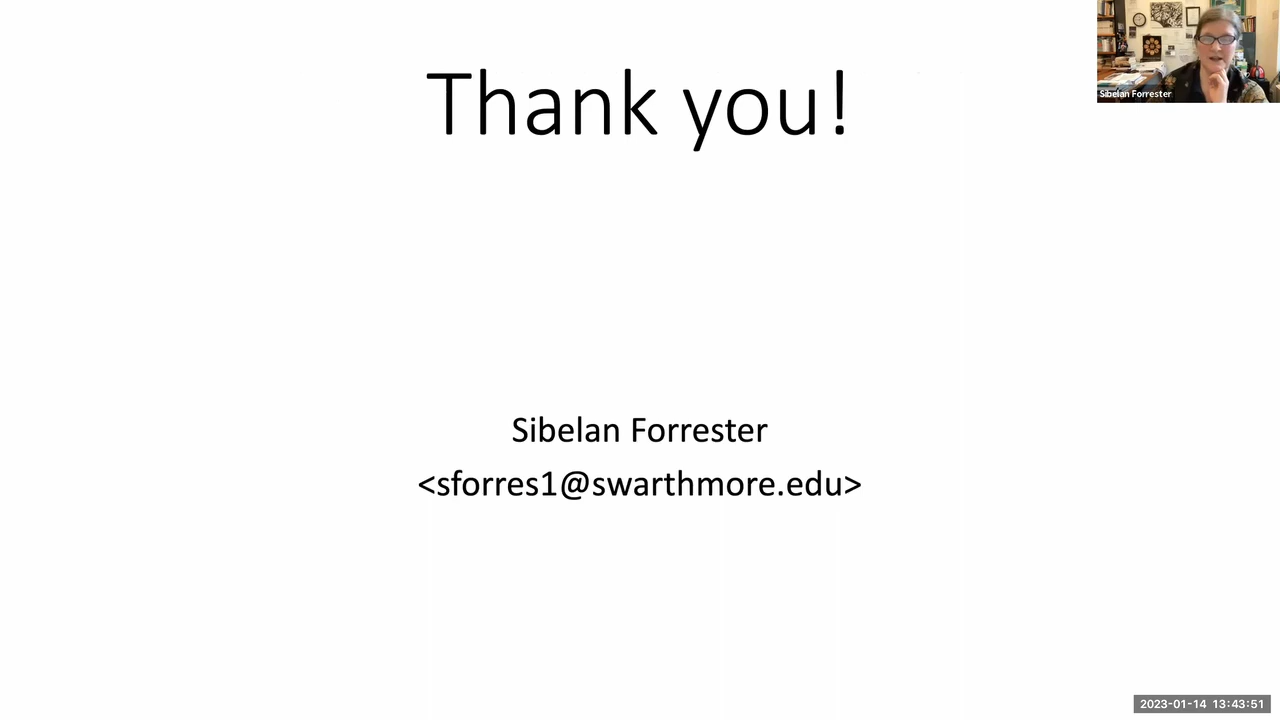 Thank you!
Sibelan Forrester
Sibelan Forrester
<sforres1@swarthmore.edu>
2023-01-14 13:43:51